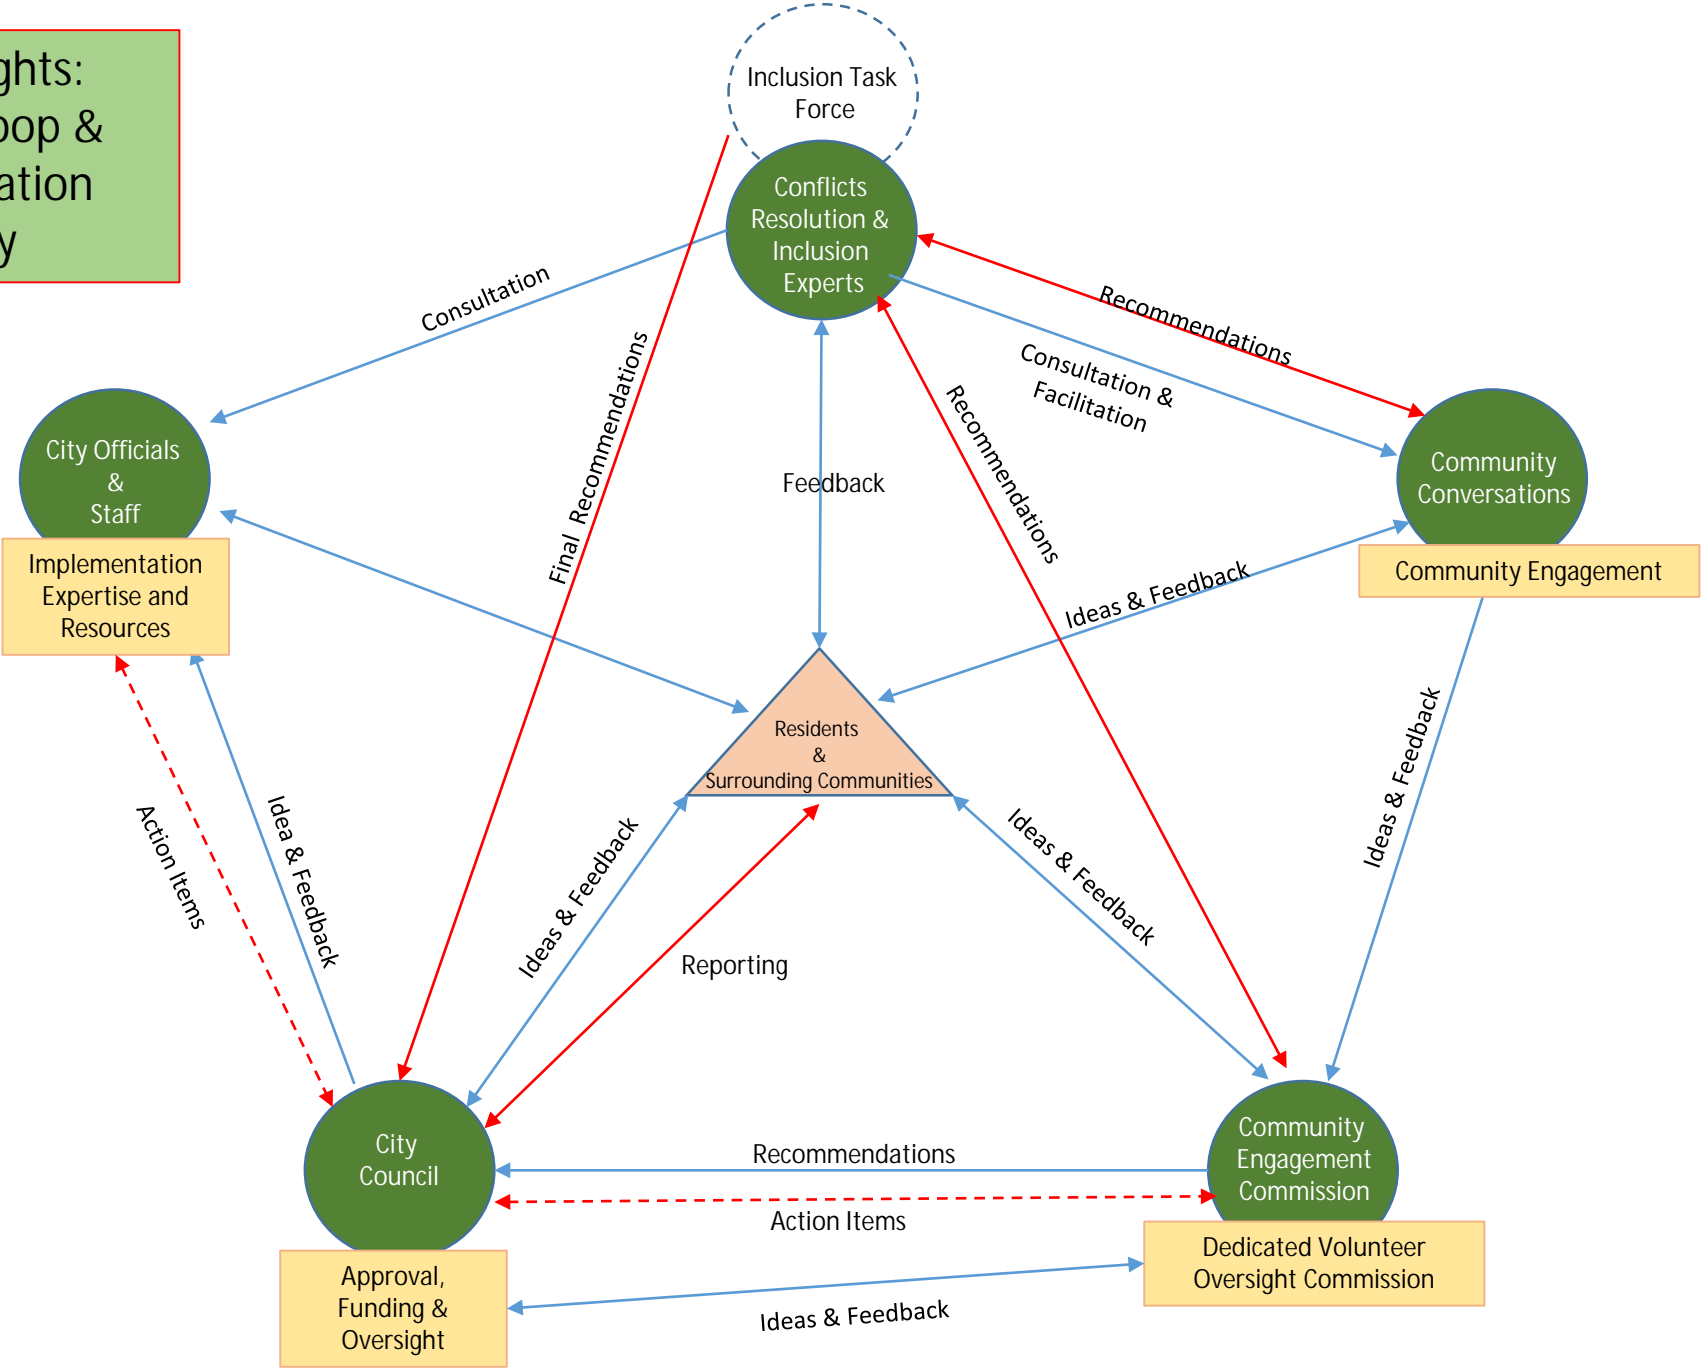 ghts:
oop &
ation
y
Inclusion Task
Force
Conflicts
Resolution &
Inclusion
Experts
Consultation
Recommendations
Consultation &
Facilitation
Final Recommendations
Recommendations
Feedback
City Officials
&
Staff
Implementation
Expertise and
Resources
Community
Conversations
Community Engagement
Ideas & Feedback
Residents
&
Surrounding Communities
Ideas & Feedback
Action Items
Idea & Feedback
Ideas & Feedback
Ideas & Feedback
Reporting
City
Council
Recommendations
Action Items
Community
Engagement
Commission
Approval,
Funding &
Oversight
Dedicated Volunteer
Oversight Commission
Ideas & Feedback